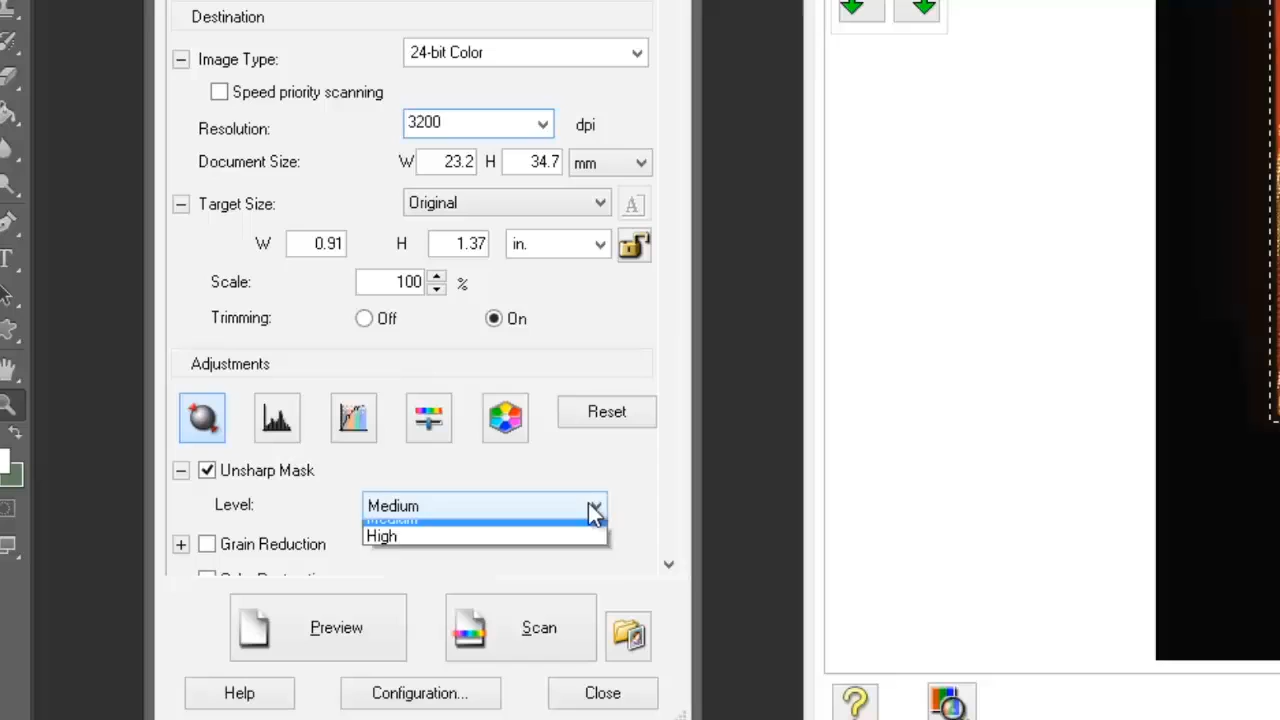 Destination
Image Type: 24-bit Color
Speed priority scanning
Resolution: 3200 dpi
Document Size: W 23.2 H 34.7 mm
Target Size: Original
W 0.91 H 1.37 in.
Scale: 100 %
Trimming: Off On
Adjustments
Reset
Unsharp Mask
Level: Medium
Medium
High
Grain Reduction
Preview Scan
Help Configuration... Close